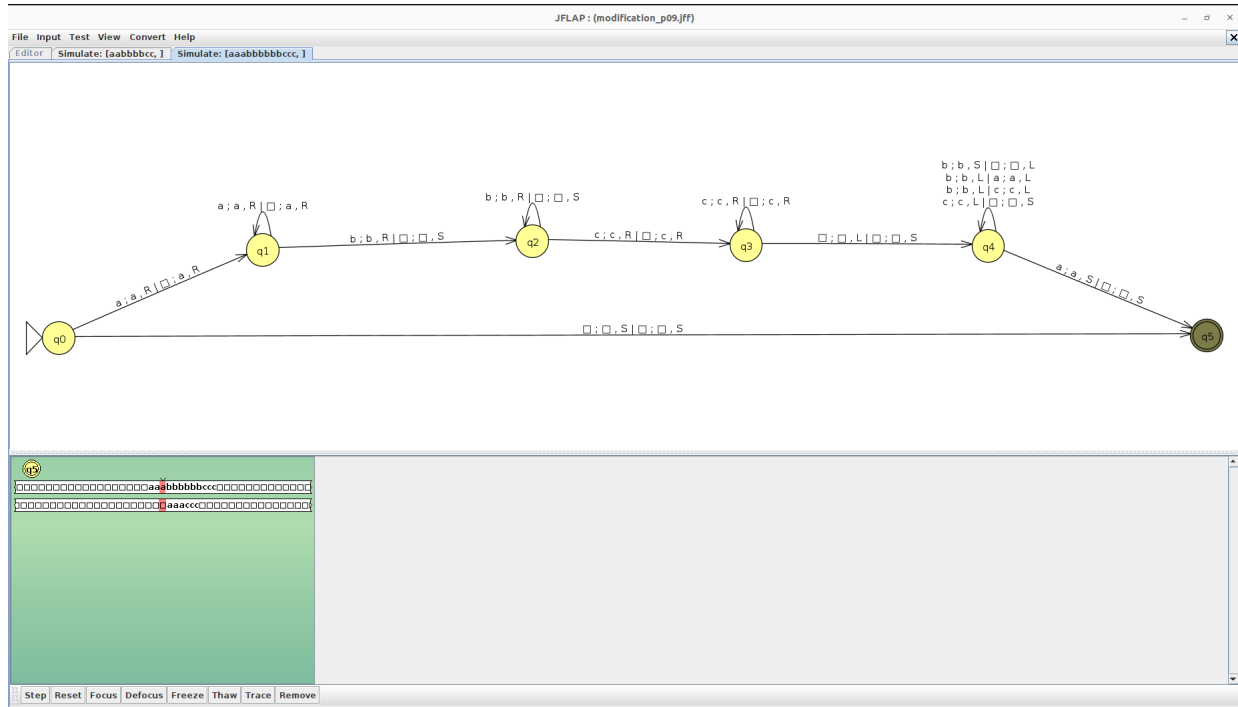 JFLAP : (modification_p09.jff)
File Input Test View Convert Help
Editor Simulate: [aabbbbcc, ] Simulate: [aaabbbbbbccc, ]
b ; b , S | □ ; □ , L
b ; b , L | a ; a , L
b ; b , L | c ; c , L
c ; c , L | □ ; □ , S
a ; a , R | □ ; a , R
b ; b , R | □ ; □ , S
c ; c , R | □ ; c , R
q1
b ; b , R | □ ; □ , S
q2
c ; c , R | □ ; c , R
q3
□ ; □ , L | □ ; □ , S
q4
a ; a , R | □ ; a , R
a ; a , S | □ ; □ , S
q0
□ ; □ , S | □ ; □ , S
q5
q5
aaabbbbbbccc
aaaccc
Step Reset Focus Defocus Freeze Thaw Trace Remove